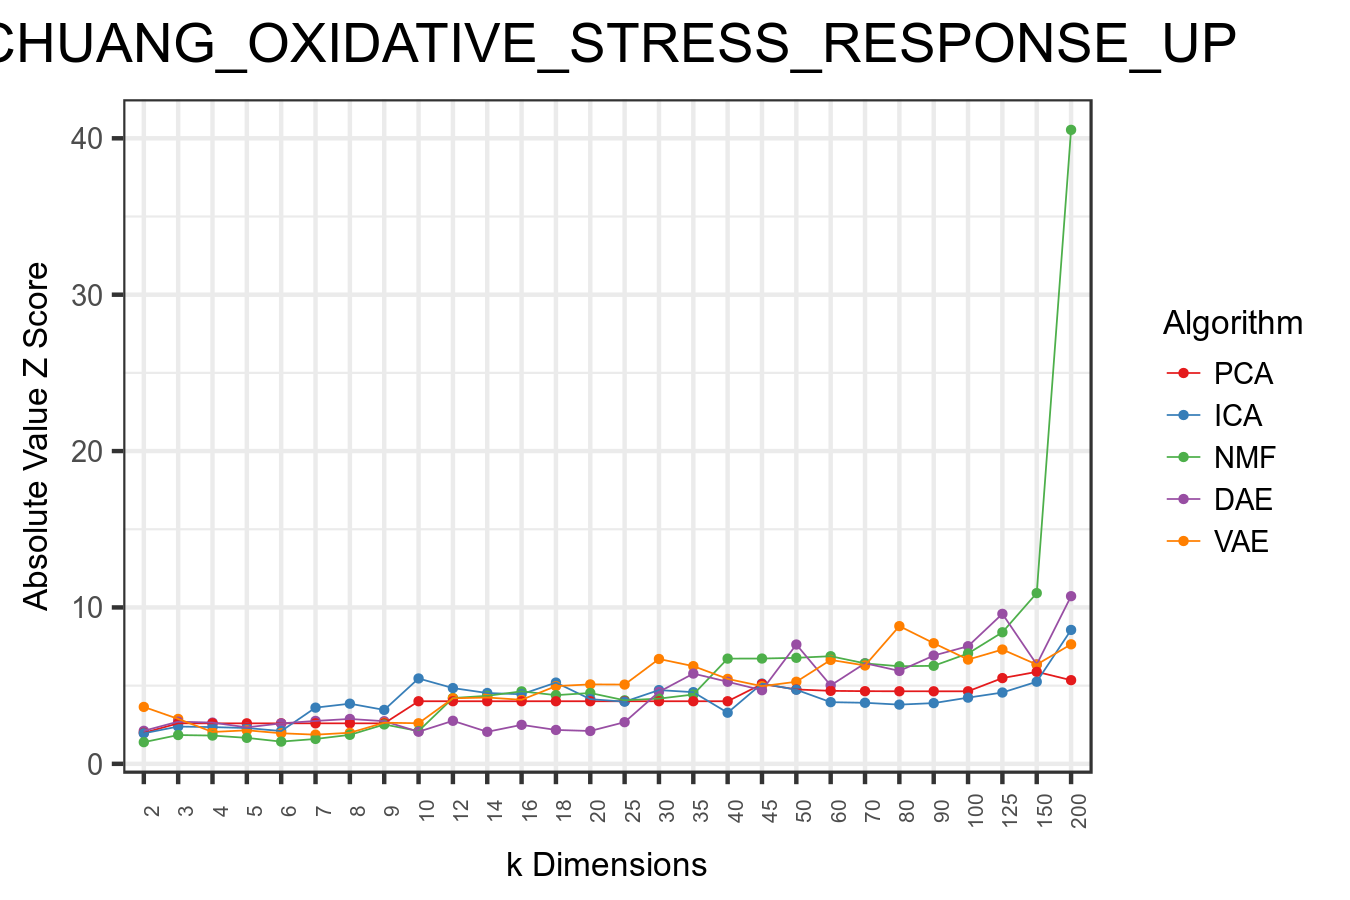 CHUANG_OXIDATIVE_STRESS_RESPONSE_UP
Absolute Value Z Score
40
30
20
10
0
2 3 4 5 6 7 8 9 10 12 14 16 18 20 25 30 35 40 45 50 60 70 80 90 100 125 150 200
k Dimensions
Algorithm
PCA
ICA
NMF
DAE
VAE